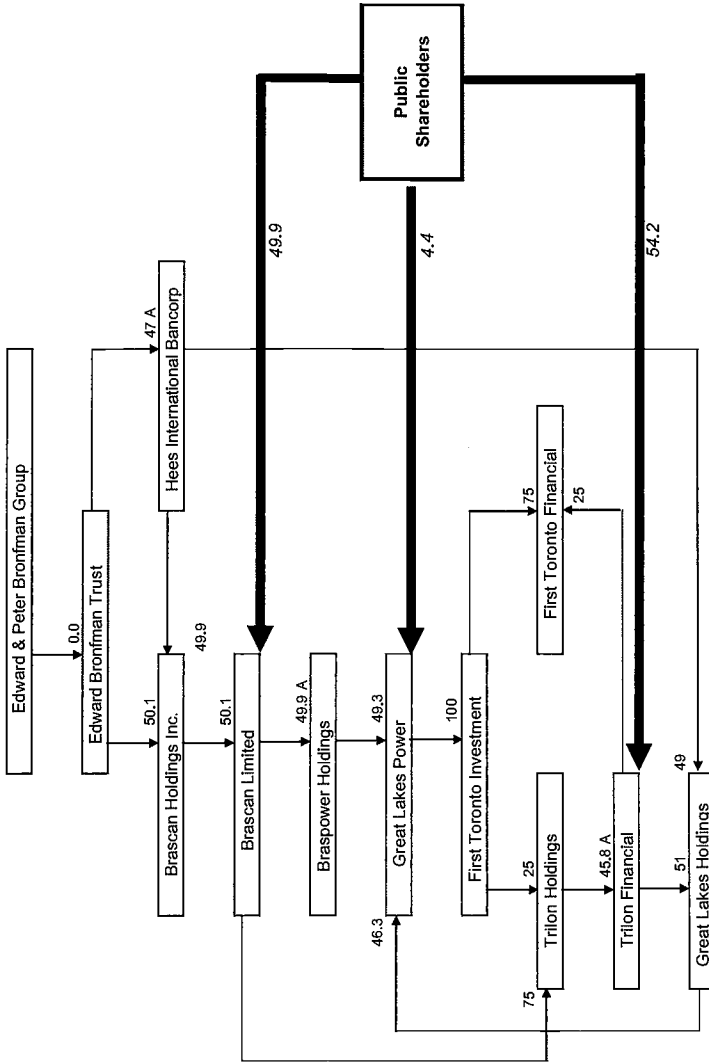 Edward & Peter Bronfman Group
0.0
Edward Bronfman Trust
50.1
47 A
Brascan Holdings Inc.
Hees International Bancorp
49.9
50.1
Brascan Limited
49.9
49.9 A
Braspower Holdings
49.3
46.3
Great Lakes Power
4.4
Public
Shareholders
100
First Toronto Investment
75
25
75
Trilon Holdings
First Toronto Financial
25
45.8 A
Trilon Financial
54.2
51
49
Great Lakes Holdings